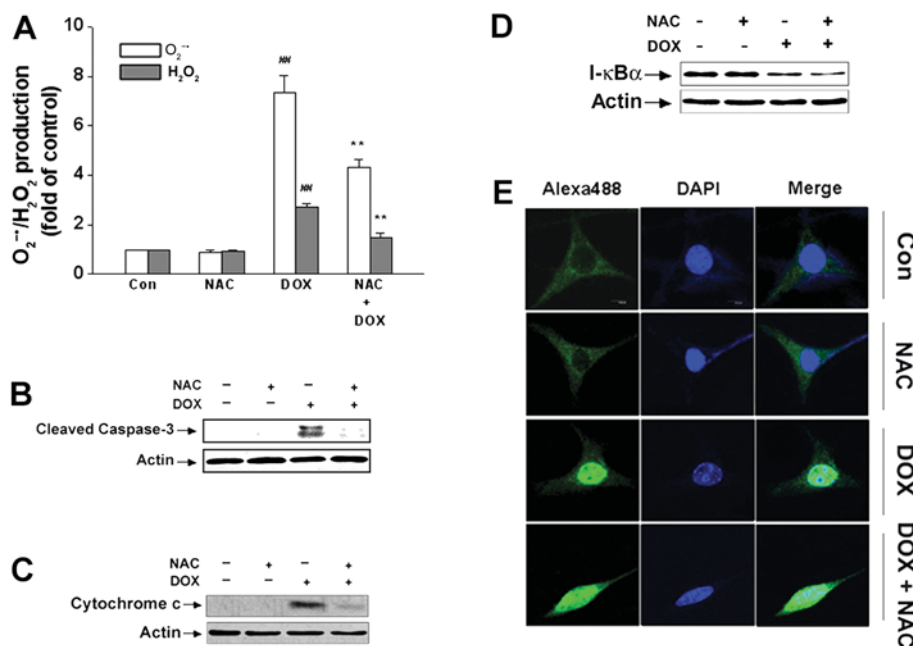 A
O₂⁻•/H₂O₂ production
(fold of control)
10
8
6
4
2
0
O₂⁻•
H₂O₂
**
**
Con
NAC
DOX
NAC
+
DOX
B
NAC – + – +
DOX – – + +
Cleaved Caspase-3
Actin
C
NAC – + – +
DOX – – + +
Cytochrome c
Actin
D
NAC – + – +
DOX – – + +
I-κBα
Actin
E
Alexa488 DAPI Merge
Con
NAC
DOX
DOX + NAC